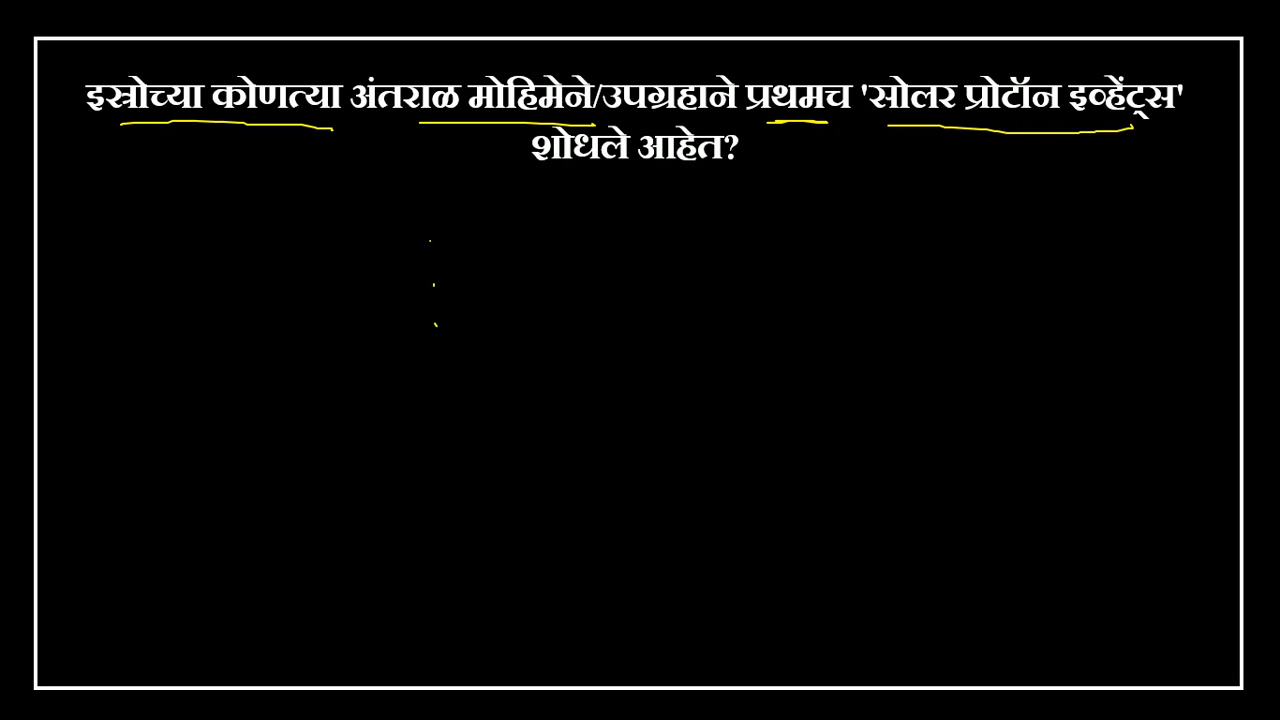 इस्रोच्या कोणत्या अंतराळ मोहिमेने/उपग्रहाने प्रथमच 'सोलर प्रोटॉन इव्हेंट्स'
शोधले आहेत?